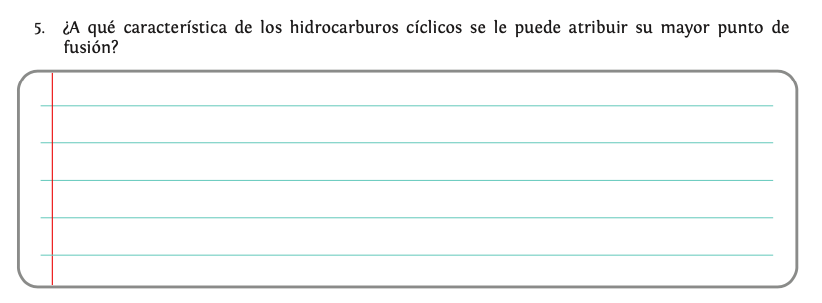 5. ¿A qué característica de los hidrocarburos cíclicos se le puede atribuir su mayor punto de
fusión?